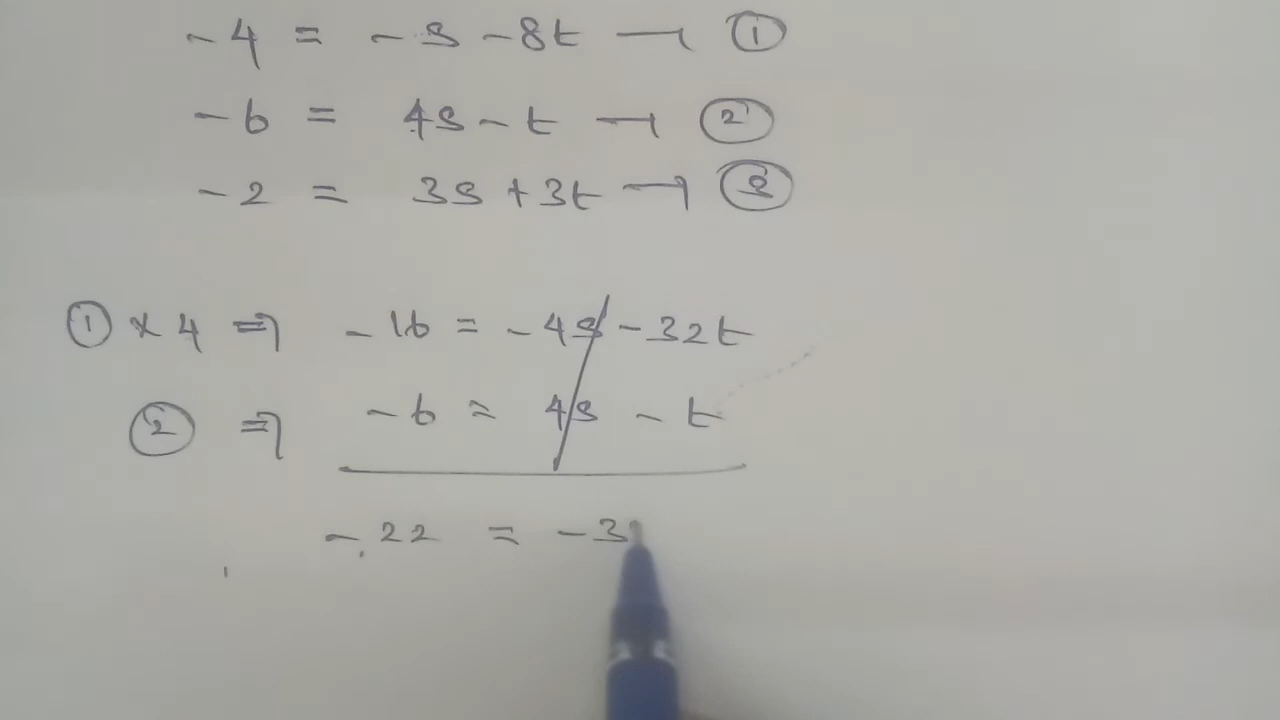 -4 = -s -8t → ①
-6 = 4s - t → ②
-2 = 3s + 3t → ③
① × 4 ⇒ -16 = -4s - 32t
② ⇒ -6 = 4s - t
-22 = -3